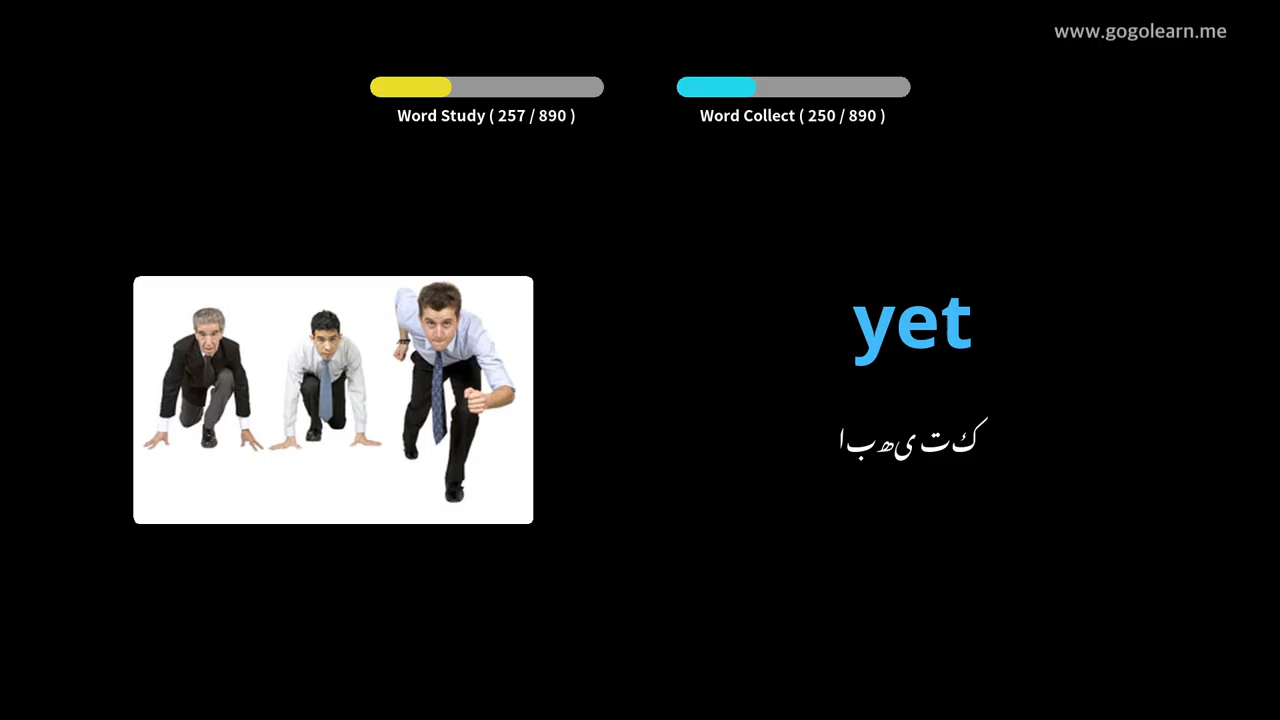 www.gogolearn.me
Word Study ( 257 / 890 )
Word Collect ( 250 / 890 )
yet
ابھی تک